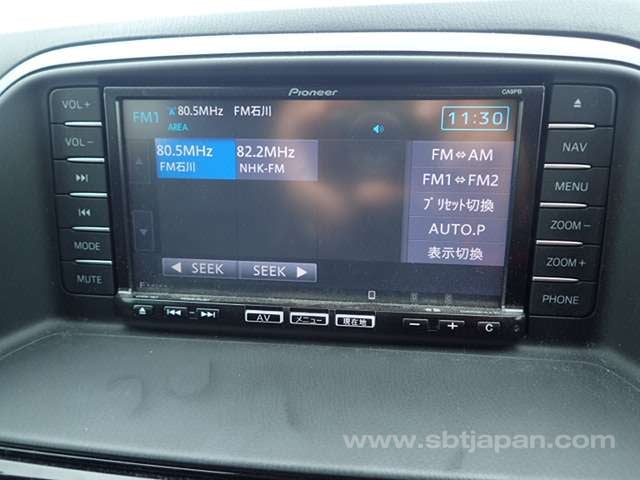 Pioneer
CA9PB
FM1 A 80.5MHz FM石川
AREA
11:30
80.5MHz
FM石川
82.2MHz
NHK-FM
FM⇔AM
FM1⇔FM2
プリセット切換
AUTO.P
表示切換
◀ SEEK
SEEK ▶
VOL+
VOL-
MODE
MUTE
NAV
MENU
ZOOM-
ZOOM+
PHONE
AV
メニュー
現在地
- + C
www.sbtjapan.com